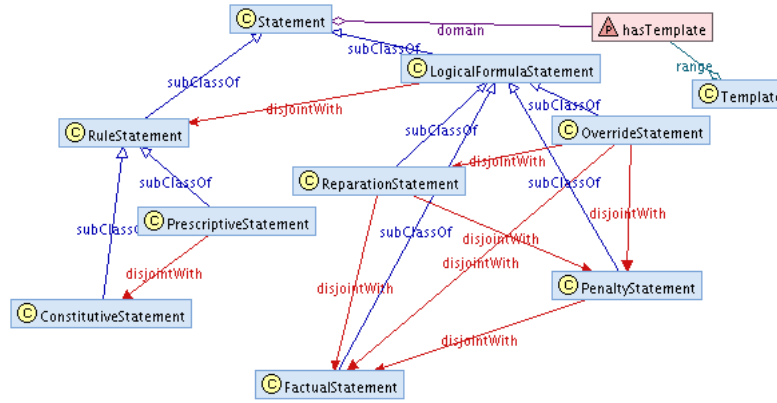 C Statement
P hasTemplate
domain
subClassOf
subClassOf
range
C LogicalFormulaStatement
C Template
disjointWith
C RuleStatement
C OverrideStatement
subClassOf
subClassOf
disjointWith
C ReparationStatement
subClassOf
subClassOf
C PrescriptiveStatement
disjointWith
subClassOf
disjointWith
subClassOf
disjointWith
disjointWith
disjointWith
C PenaltyStatement
C ConstitutiveStatement
disjointWith
C FactualStatement